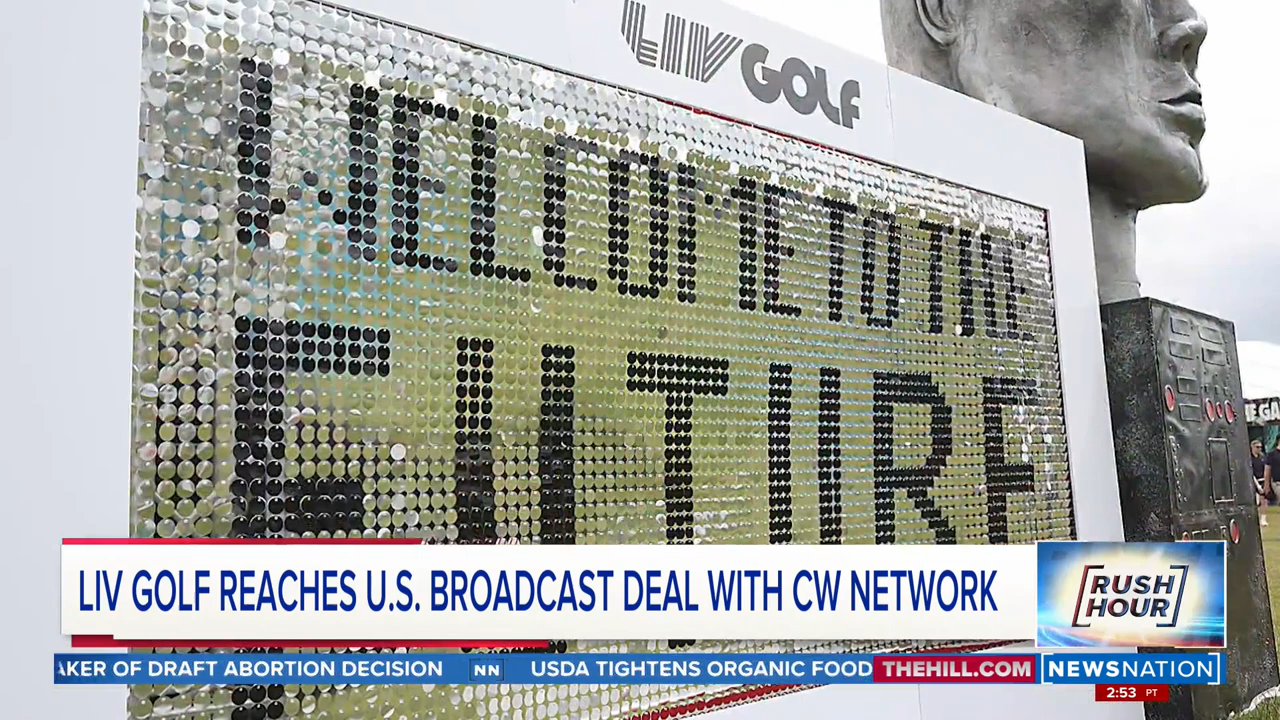 LIV GOLF
WELCOME TO THE
FUTURE
LIV GOLF REACHES U.S. BROADCAST DEAL WITH CW NETWORK
[RUSH
HOUR]
AKER OF DRAFT ABORTION DECISION NN USDA TIGHTENS ORGANIC FOOD THEHILL.COM NEWSNATION
2:53 PT